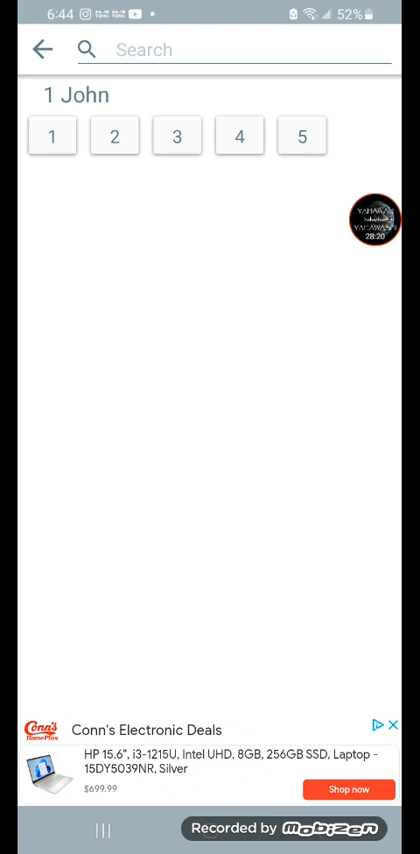 6:44 52%
Search
1 John
1 2 3 4 5
YAHAWAH
YAHAWASHI
28:20
Conn's HomePlus
Conn's Electronic Deals
HP 15.6", i3-1215U, Intel UHD, 8GB, 256GB SSD, Laptop -
15DY5039NR, Silver
$699.99
Shop now
Recorded by mobizen